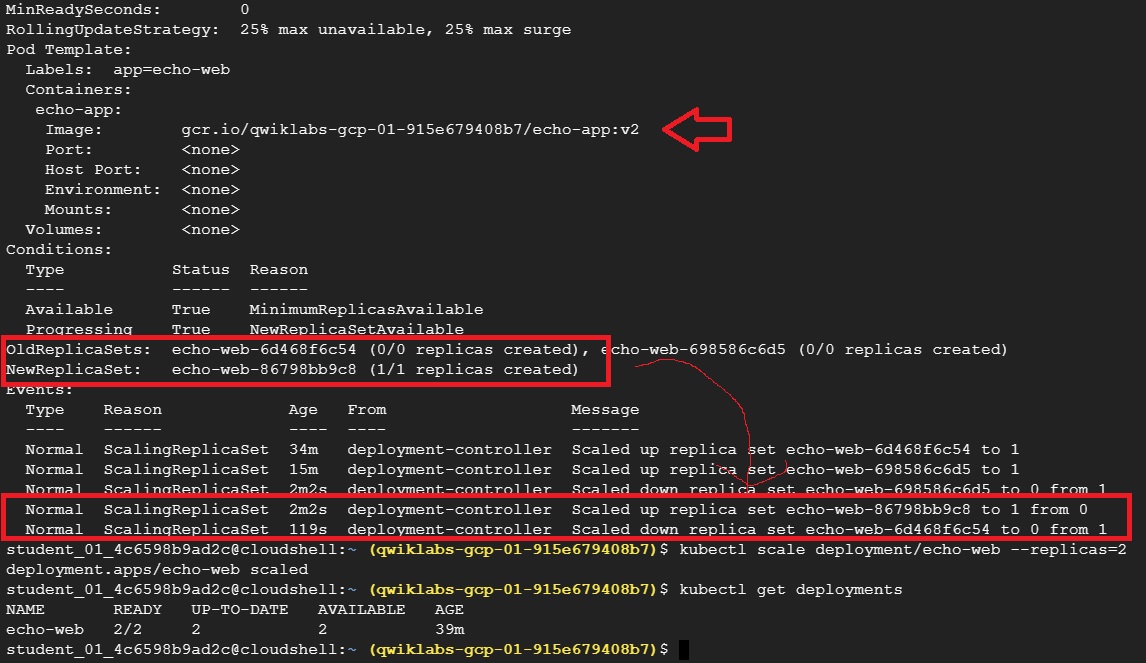 MinReadySeconds:        0
RollingUpdateStrategy:  25% max unavailable, 25% max surge
Pod Template:
  Labels:  app=echo-web
  Containers:
   echo-app:
    Image:        gcr.io/qwiklabs-gcp-01-915e679408b7/echo-app:v2
    Port:         <none>
    Host Port:    <none>
    Environment:  <none>
    Mounts:       <none>
  Volumes:        <none>
Conditions:
  Type           Status  Reason
  ----           ------  ------
  Available      True    MinimumReplicasAvailable
  Progressing    True    NewReplicaSetAvailable
OldReplicaSets:  echo-web-6d468f6c54 (0/0 replicas created), echo-web-698586c6d5 (0/0 replicas created)
NewReplicaSet:   echo-web-86798bb9c8 (1/1 replicas created)
Events:
  Type    Reason             Age   From                   Message
  ----    ------             ----  ----                   -------
  Normal  ScalingReplicaSet  34m   deployment-controller  Scaled up replica set echo-web-6d468f6c54 to 1
  Normal  ScalingReplicaSet  15m   deployment-controller  Scaled up replica set echo-web-698586c6d5 to 1
  Normal  ScalingReplicaSet  2m2s  deployment-controller  Scaled down replica set echo-web-698586c6d5 to 0 from 1
  Normal  ScalingReplicaSet  2m2s  deployment-controller  Scaled up replica set echo-web-86798bb9c8 to 1 from 0
  Normal  ScalingReplicaSet  119s  deployment-controller  Scaled down replica set echo-web-6d468f6c54 to 0 from 1
student_01_4c6598b9ad2c@cloudshell:~ (qwiklabs-gcp-01-915e679408b7)$ kubectl scale deployment/echo-web --replicas=2
deployment.apps/echo-web scaled
student_01_4c6598b9ad2c@cloudshell:~ (qwiklabs-gcp-01-915e679408b7)$ kubectl get deployments
NAME       READY   UP-TO-DATE   AVAILABLE   AGE
echo-web   2/2     2            2           39m
student_01_4c6598b9ad2c@cloudshell:~ (qwiklabs-gcp-01-915e679408b7)$